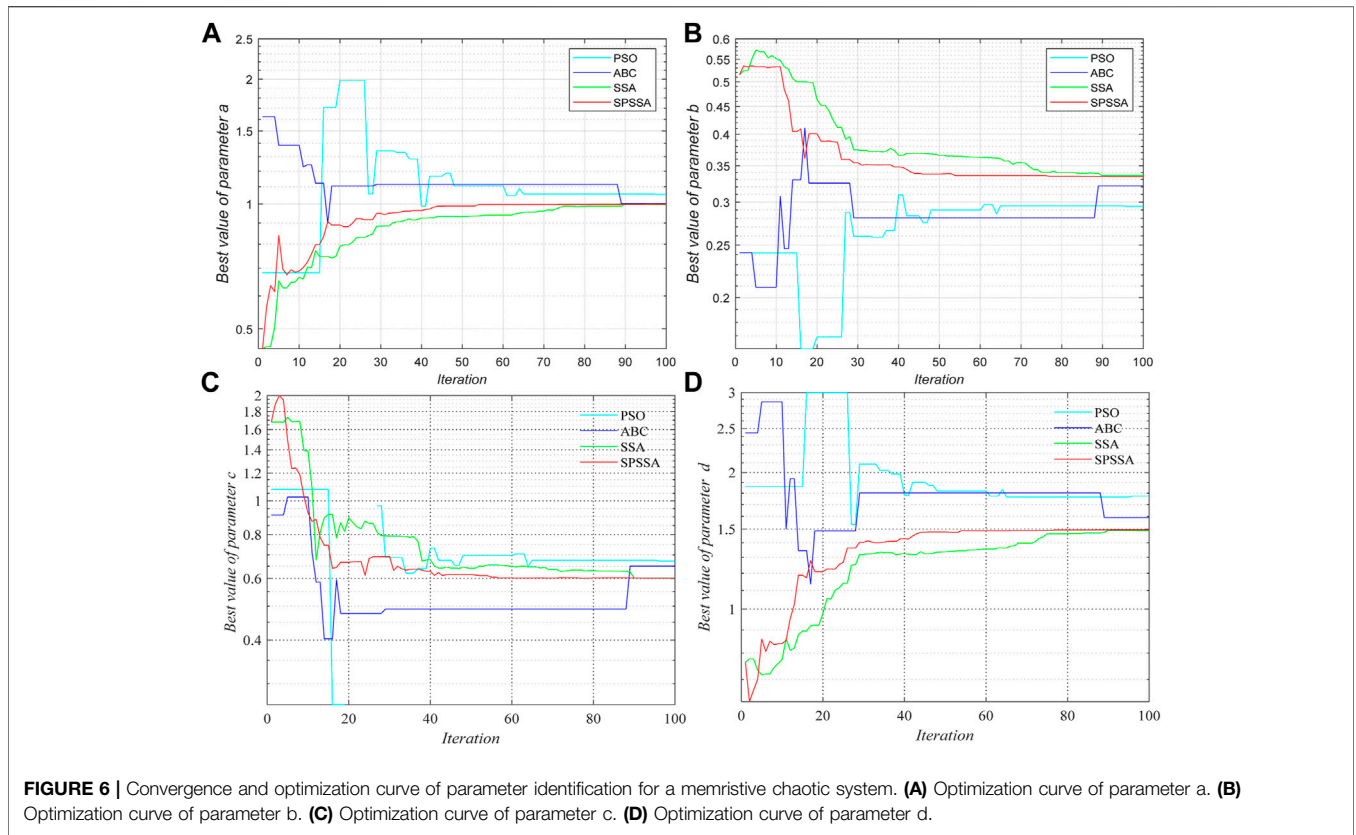 A
2.5
2
1.5
1
0.5
Best value of parameter a
PSO
ABC
SSA
SPSSA
0 10 20 30 40 50 60 70 80 90 100
Iteration
B
0.6
0.55
0.5
0.45
0.4
0.35
0.3
0.25
0.2
Best value of parameter b
PSO
ABC
SSA
SPSSA
0 10 20 30 40 50 60 70 80 90 100
Iteration
C
2
1.8
1.6
1.4
1.2
1
0.8
0.6
0.4
Best value of parameter c
PSO
ABC
SSA
SPSSA
0 20 40 60 80 100
Iteration
D
3
2.5
2
1.5
1
Best value of parameter d
PSO
ABC
SSA
SPSSA
0 20 40 60 80 100
Iteration
FIGURE 6 | Convergence and optimization curve of parameter identification for a memristive chaotic system. (A) Optimization curve of parameter a. (B)
Optimization curve of parameter b. (C) Optimization curve of parameter c. (D) Optimization curve of parameter d.